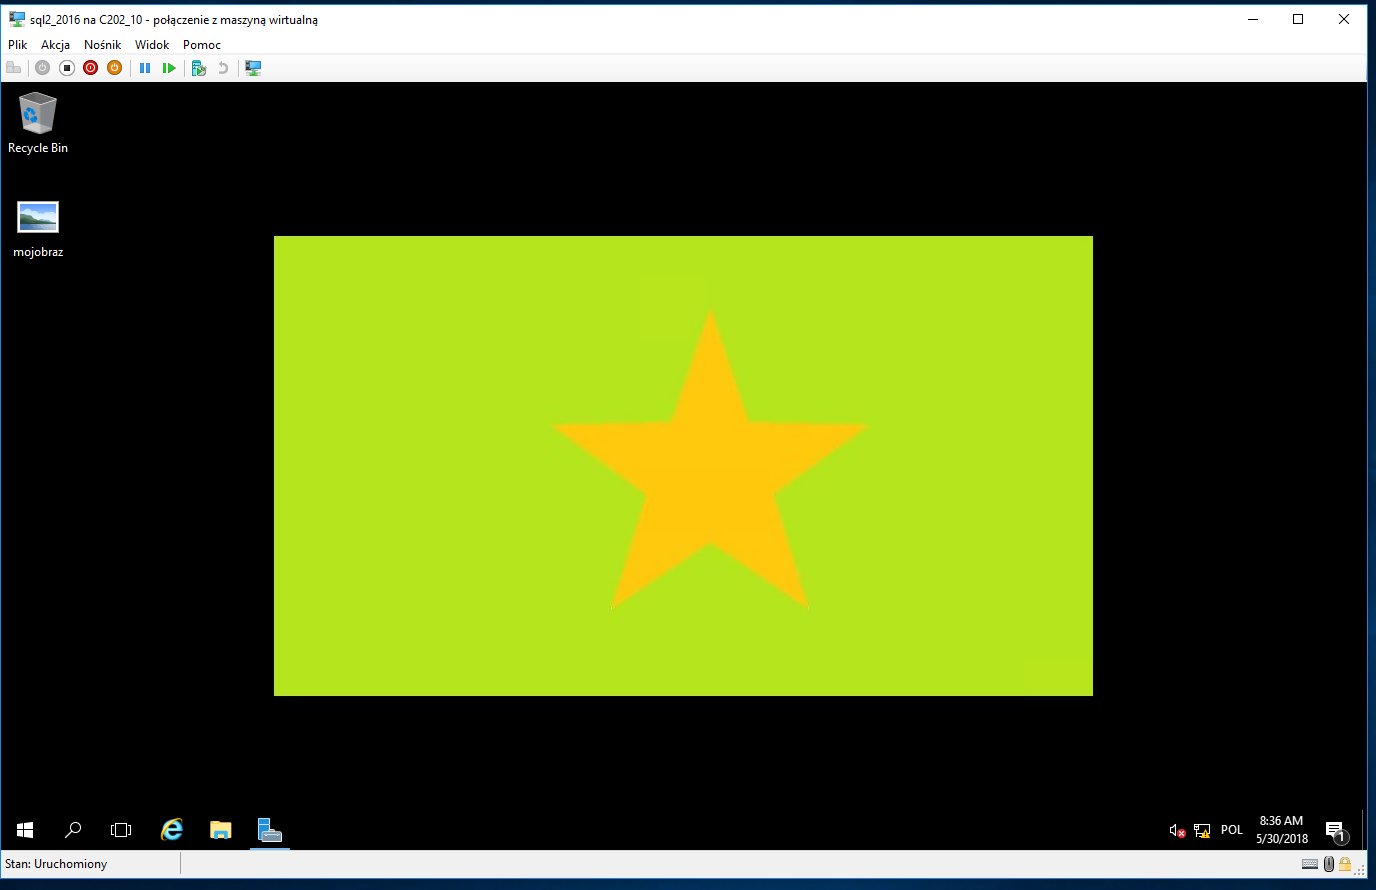 sql2_2016 na C202_10 - połączenie z maszyną wirtualną
Plik Akcja Nośnik Widok Pomoc
Recycle Bin
mojobraz
8:36 AM
POL
5/30/2018
1
Stan: Uruchomiony